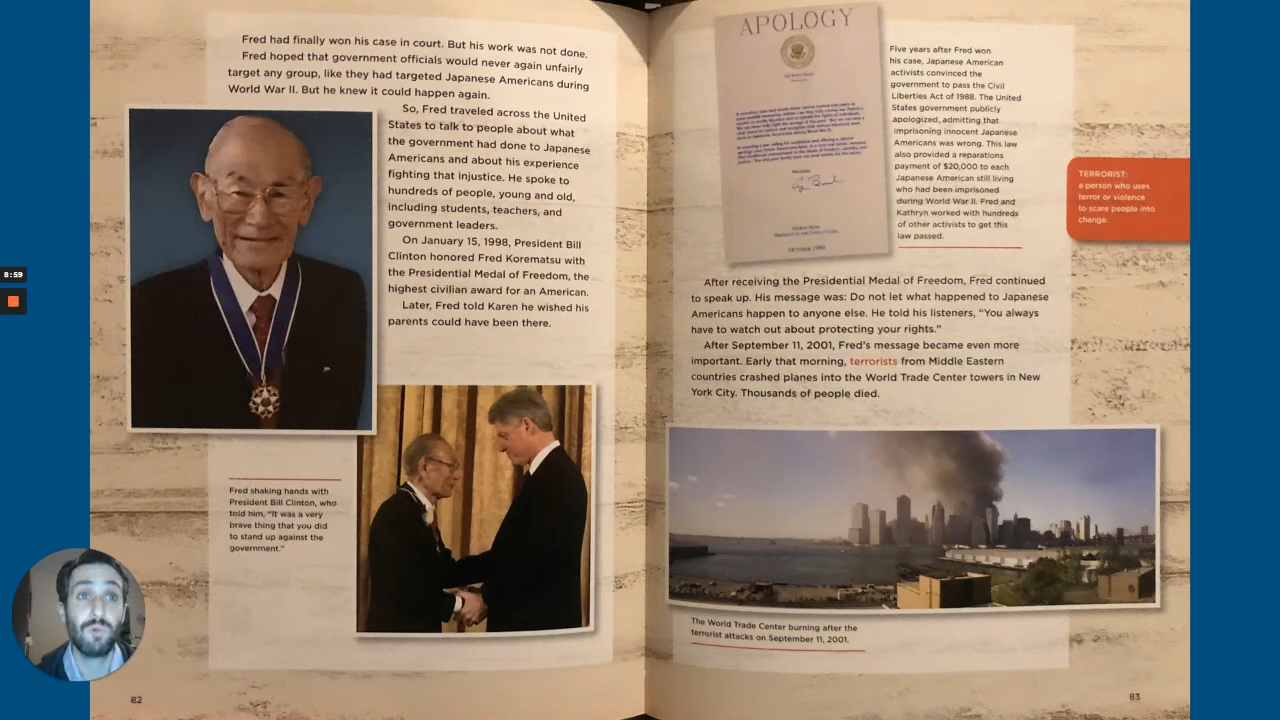 Fred had finally won his case in court. But his work was not done.
Fred hoped that government officials would never again unfairly
target any group, like they had targeted Japanese Americans during
World War II. But he knew it could happen again.
So, Fred traveled across the United
States to talk to people about what
the government had done to Japanese
Americans and about his experience
fighting that injustice. He spoke to
hundreds of people, young and old,
including students, teachers, and
government leaders.
On January 15, 1998, President Bill
Clinton honored Fred Korematsu with
the Presidential Medal of Freedom, the
highest civilian award for an American.
Later, Fred told Karen he wished his
parents could have been there.
Fred shaking hands with
President Bill Clinton, who
told him, "It was a very
brave thing that you did
to stand up against the
government."
82
8:59
APOLOGY
October 1990
Five years after Fred won
his case, Japanese American
activists convinced the
government to pass the Civil
Liberties Act of 1988. The United
States government publicly
apologized, admitting that
imprisoning innocent Japanese
Americans was wrong. This law
also provided a reparations
payment of $20,000 to each
Japanese American still living
who had been imprisoned
during World War II. Fred and
Kathryn worked with hundreds
of other activists to get this
law passed.
TERRORIST:
a person who uses
terror or violence
to scare people into
change.
After receiving the Presidential Medal of Freedom, Fred continued
to speak up. His message was: Do not let what happened to Japanese
Americans happen to anyone else. He told his listeners, "You always
have to watch out about protecting your rights."
After September 11, 2001, Fred's message became even more
important. Early that morning, terrorists from Middle Eastern
countries crashed planes into the World Trade Center towers in New
York City. Thousands of people died.
The World Trade Center burning after the
terrorist attacks on September 11, 2001.
83